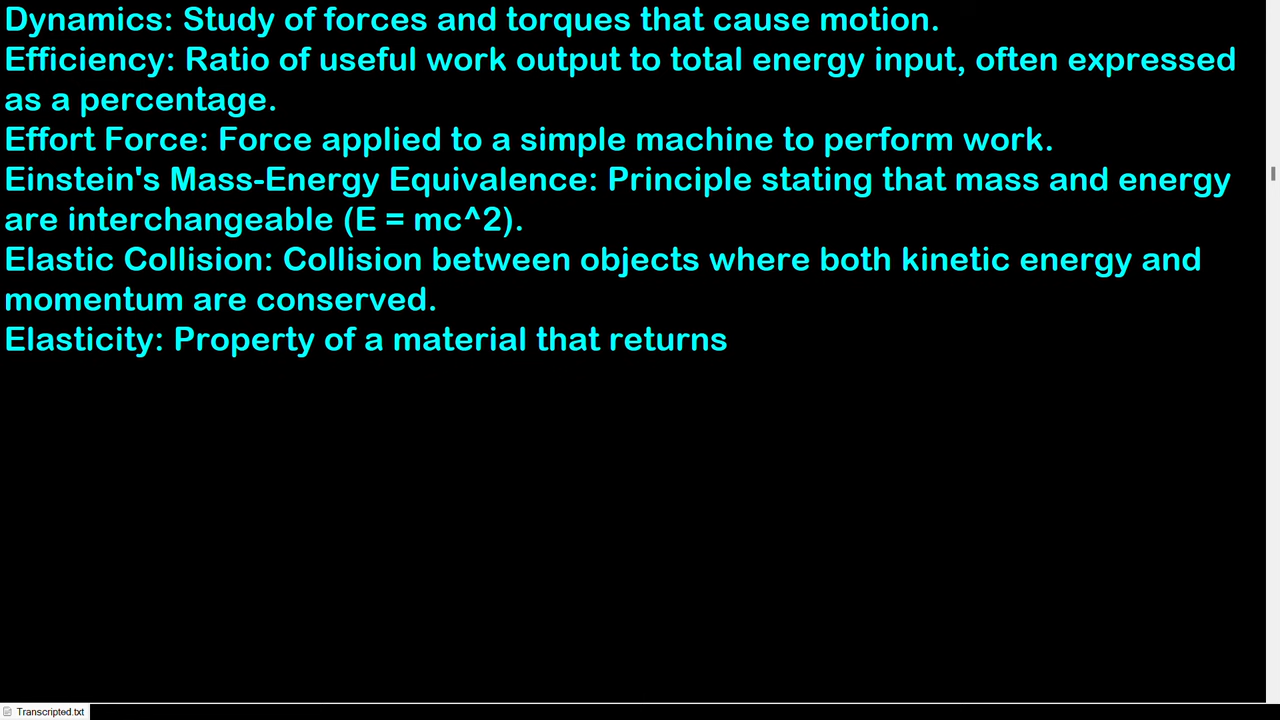 Dynamics: Study of forces and torques that cause motion.
Efficiency: Ratio of useful work output to total energy input, often expressed
as a percentage.
Effort Force: Force applied to a simple machine to perform work.
Einstein's Mass-Energy Equivalence: Principle stating that mass and energy
are interchangeable (E = mc^2).
Elastic Collision: Collision between objects where both kinetic energy and
momentum are conserved.
Elasticity: Property of a material that returns
Transcripted.txt